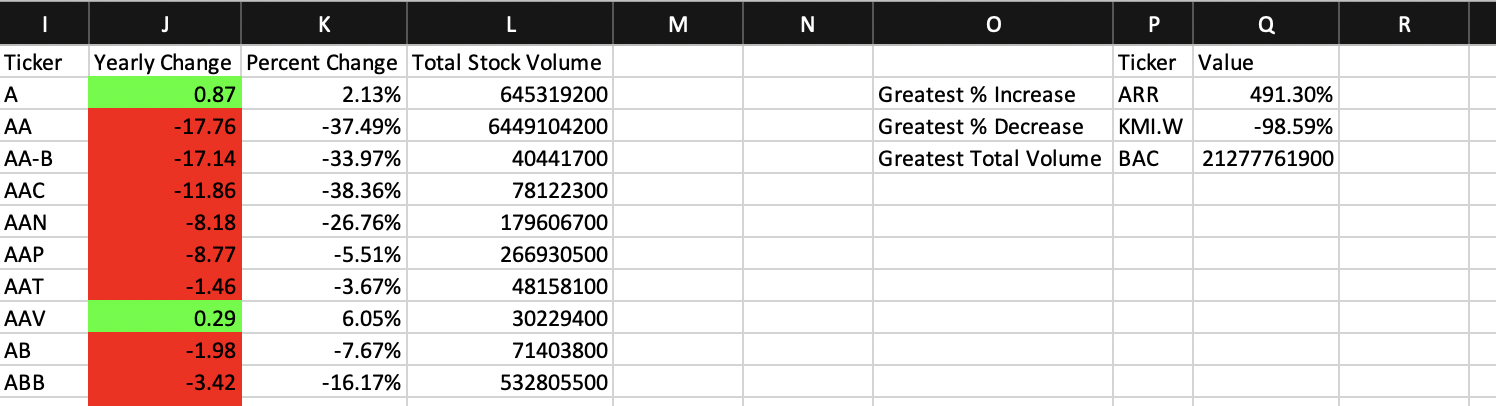 I J K L M N O P Q R
Ticker Yearly Change Percent Change Total Stock Volume Ticker Value
A 0.87 2.13% 645319200 Greatest % Increase ARR 491.30%
AA -17.76 -37.49% 6449104200 Greatest % Decrease KMI.W -98.59%
AA-B -17.14 -33.97% 40441700 Greatest Total Volume BAC 21277761900
AAC -11.86 -38.36% 78122300
AAN -8.18 -26.76% 179606700
AAP -8.77 -5.51% 266930500
AAT -1.46 -3.67% 48158100
AAV 0.29 6.05% 30229400
AB -1.98 -7.67% 71403800
ABB -3.42 -16.17% 532805500